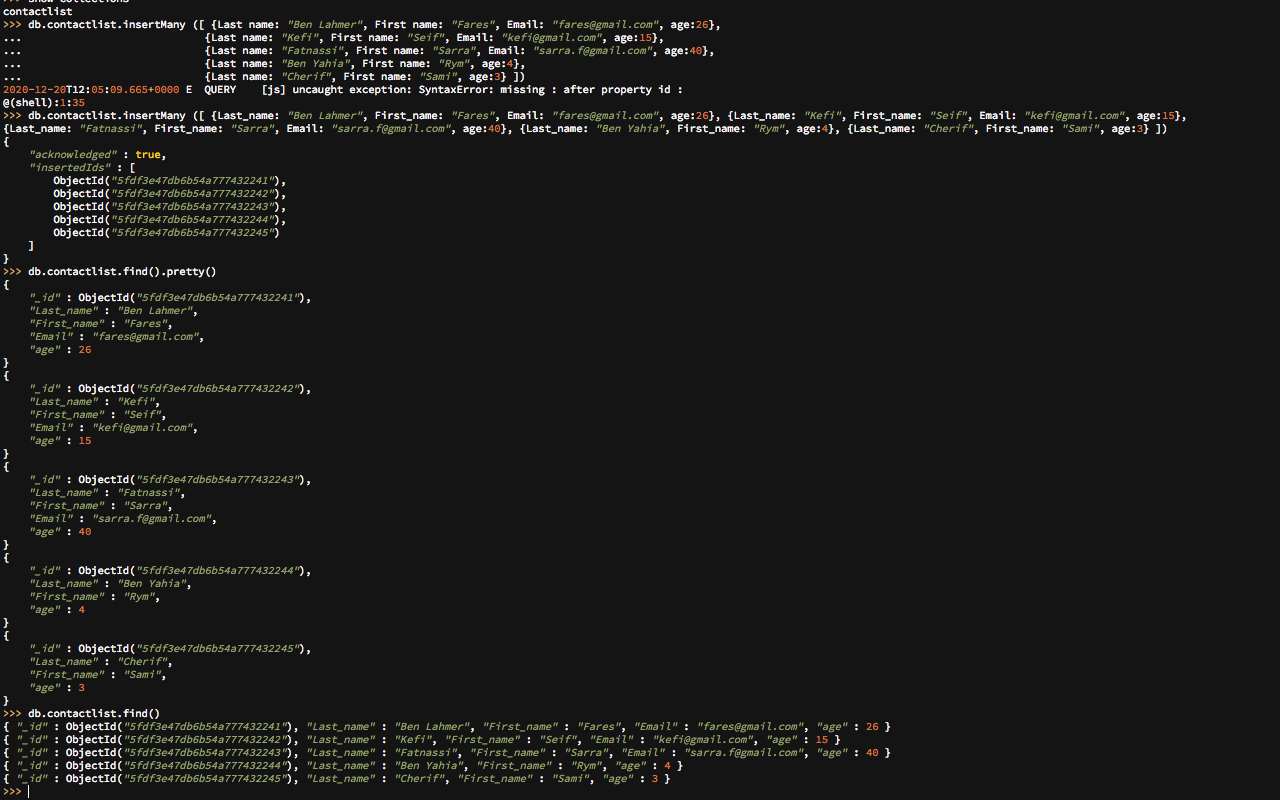 >>> show collections
contactlist
>>> db.contactlist.insertMany ([ {Last name: "Ben Lahmer", First name: "Fares", Email: "fares@gmail.com", age:26},
... {Last name: "Kefi", First name: "Seif", Email: "kefi@gmail.com", age:15},
... {Last name: "Fatnassi", First name: "Sarra", Email: "sarra.f@gmail.com", age:40},
... {Last name: "Ben Yahia", First name: "Rym", age:4},
... {Last name: "Cherif", First name: "Sami", age:3} ])
2020-12-20T12:05:09.665+0000 E  QUERY    [js] uncaught exception: SyntaxError: missing : after property id :
@(shell):1:35
>>> db.contactlist.insertMany ([ {Last_name: "Ben Lahmer", First_name: "Fares", Email: "fares@gmail.com", age:26}, {Last_name: "Kefi", First_name: "Seif", Email: "kefi@gmail.com", age:15},
{Last_name: "Fatnassi", First_name: "Sarra", Email: "sarra.f@gmail.com", age:40}, {Last_name: "Ben Yahia", First_name: "Rym", age:4}, {Last_name: "Cherif", First_name: "Sami", age:3} ])
{
"acknowledged" : true,
"insertedIds" : [
ObjectId("5fdf3e47db6b54a777432241"),
ObjectId("5fdf3e47db6b54a777432242"),
ObjectId("5fdf3e47db6b54a777432243"),
ObjectId("5fdf3e47db6b54a777432244"),
ObjectId("5fdf3e47db6b54a777432245")
]
}
>>> db.contactlist.find().pretty()
{
"_id" : ObjectId("5fdf3e47db6b54a777432241"),
"Last_name" : "Ben Lahmer",
"First_name" : "Fares",
"Email" : "fares@gmail.com",
"age" : 26
}
{
"_id" : ObjectId("5fdf3e47db6b54a777432242"),
"Last_name" : "Kefi",
"First_name" : "Seif",
"Email" : "kefi@gmail.com",
"age" : 15
}
{
"_id" : ObjectId("5fdf3e47db6b54a777432243"),
"Last_name" : "Fatnassi",
"First_name" : "Sarra",
"Email" : "sarra.f@gmail.com",
"age" : 40
}
{
"_id" : ObjectId("5fdf3e47db6b54a777432244"),
"Last_name" : "Ben Yahia",
"First_name" : "Rym",
"age" : 4
}
{
"_id" : ObjectId("5fdf3e47db6b54a777432245"),
"Last_name" : "Cherif",
"First_name" : "Sami",
"age" : 3
}
>>> db.contactlist.find()
{ "_id" : ObjectId("5fdf3e47db6b54a777432241"), "Last_name" : "Ben Lahmer", "First_name" : "Fares", "Email" : "fares@gmail.com", "age" : 26 }
{ "_id" : ObjectId("5fdf3e47db6b54a777432242"), "Last_name" : "Kefi", "First_name" : "Seif", "Email" : "kefi@gmail.com", "age" : 15 }
{ "_id" : ObjectId("5fdf3e47db6b54a777432243"), "Last_name" : "Fatnassi", "First_name" : "Sarra", "Email" : "sarra.f@gmail.com", "age" : 40 }
{ "_id" : ObjectId("5fdf3e47db6b54a777432244"), "Last_name" : "Ben Yahia", "First_name" : "Rym", "age" : 4 }
{ "_id" : ObjectId("5fdf3e47db6b54a777432245"), "Last_name" : "Cherif", "First_name" : "Sami", "age" : 3 }
>>>